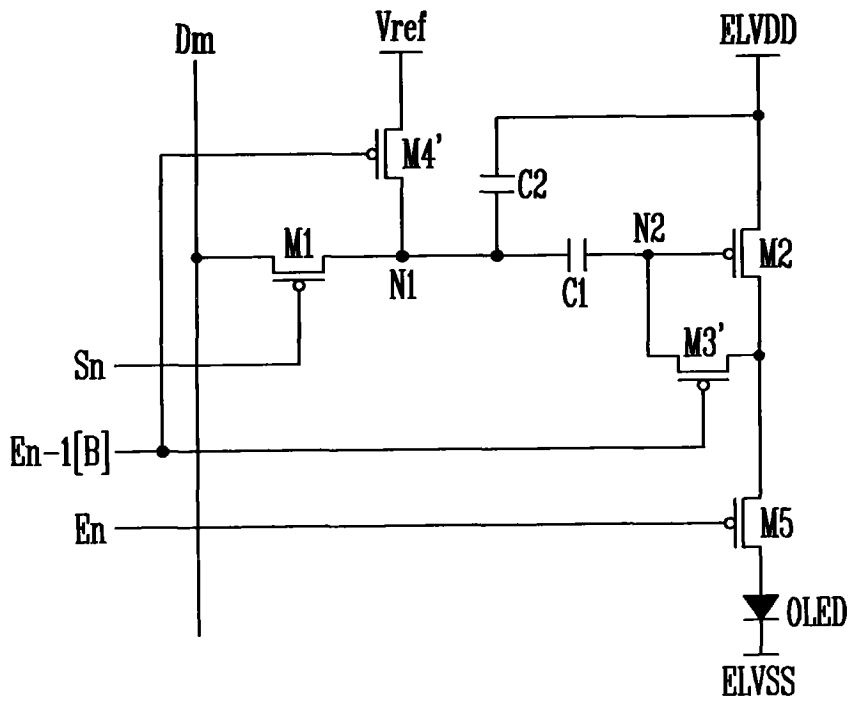 Dm
Vref
ELVDD
M4'
C2
M1
N1
C1
N2
M2
M3'
Sn
En-1[B]
En
M5
OLED
ELVSS